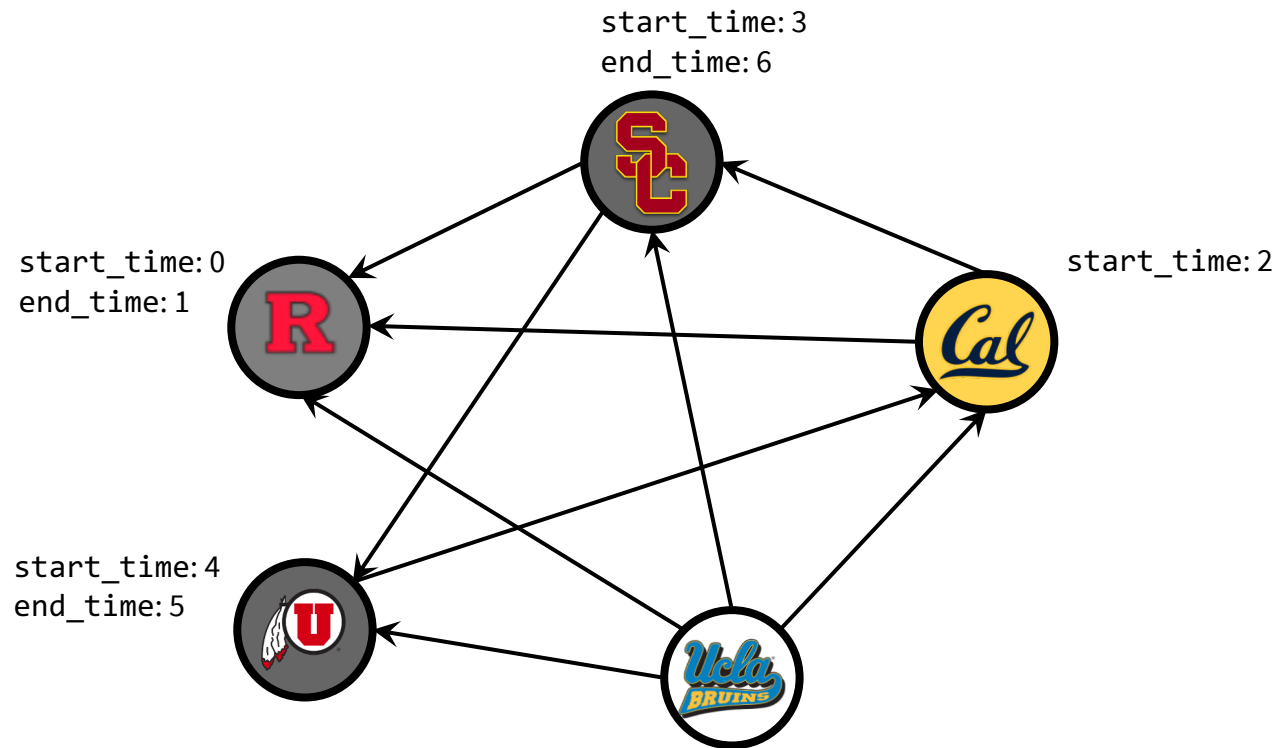 start_time: 3
end_time: 6
SC
start_time: 0
end_time: 1
R
start_time: 2
Cal
start_time: 4
end_time: 5
U
Ucla
BRUINS